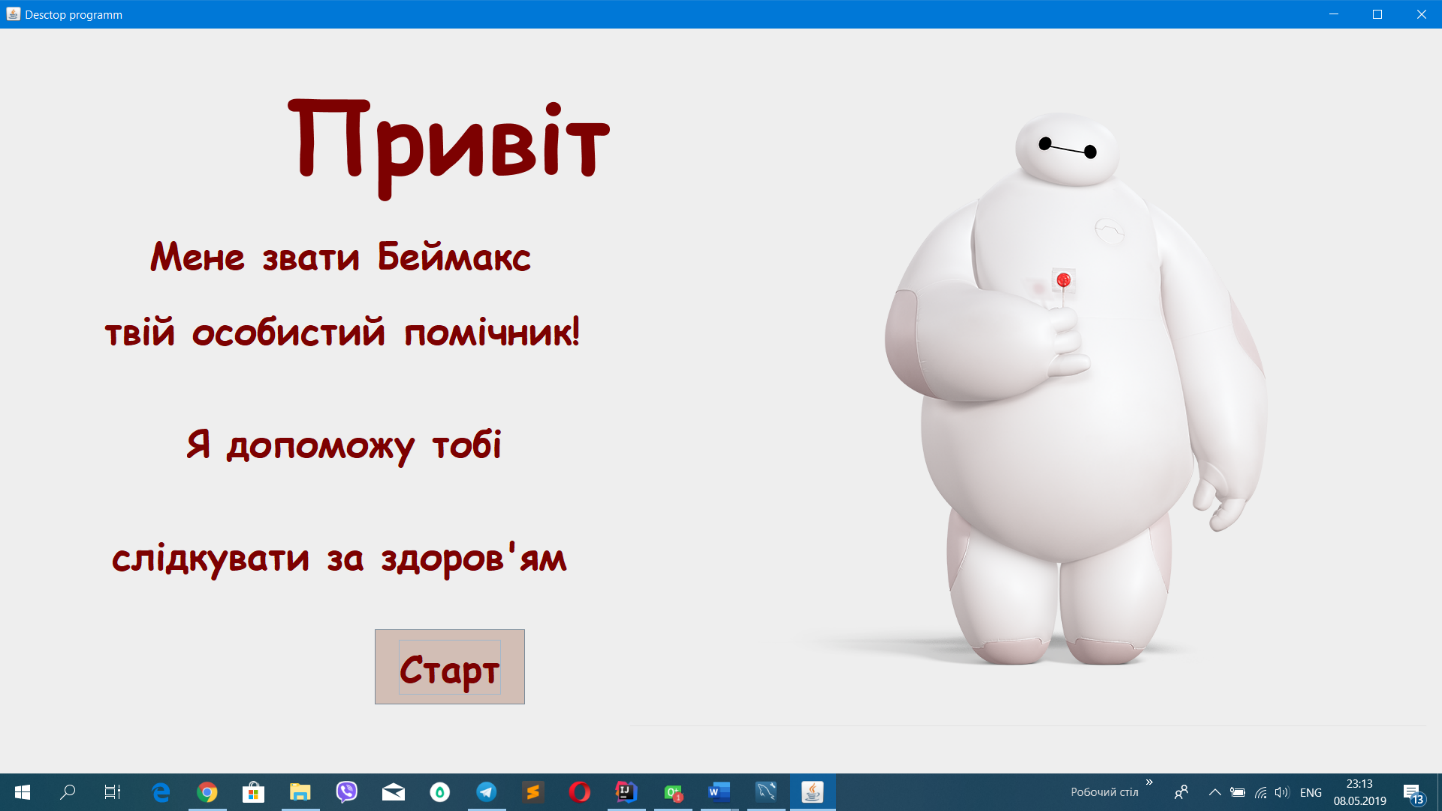 Desctop programm
Привіт
Мене звати Беймакс
твій особистий помічник!
Я допоможу тобі
слідкувати за здоров'ям
Старт
Робочий стіл
ENG
23:13
08.05.2019
13